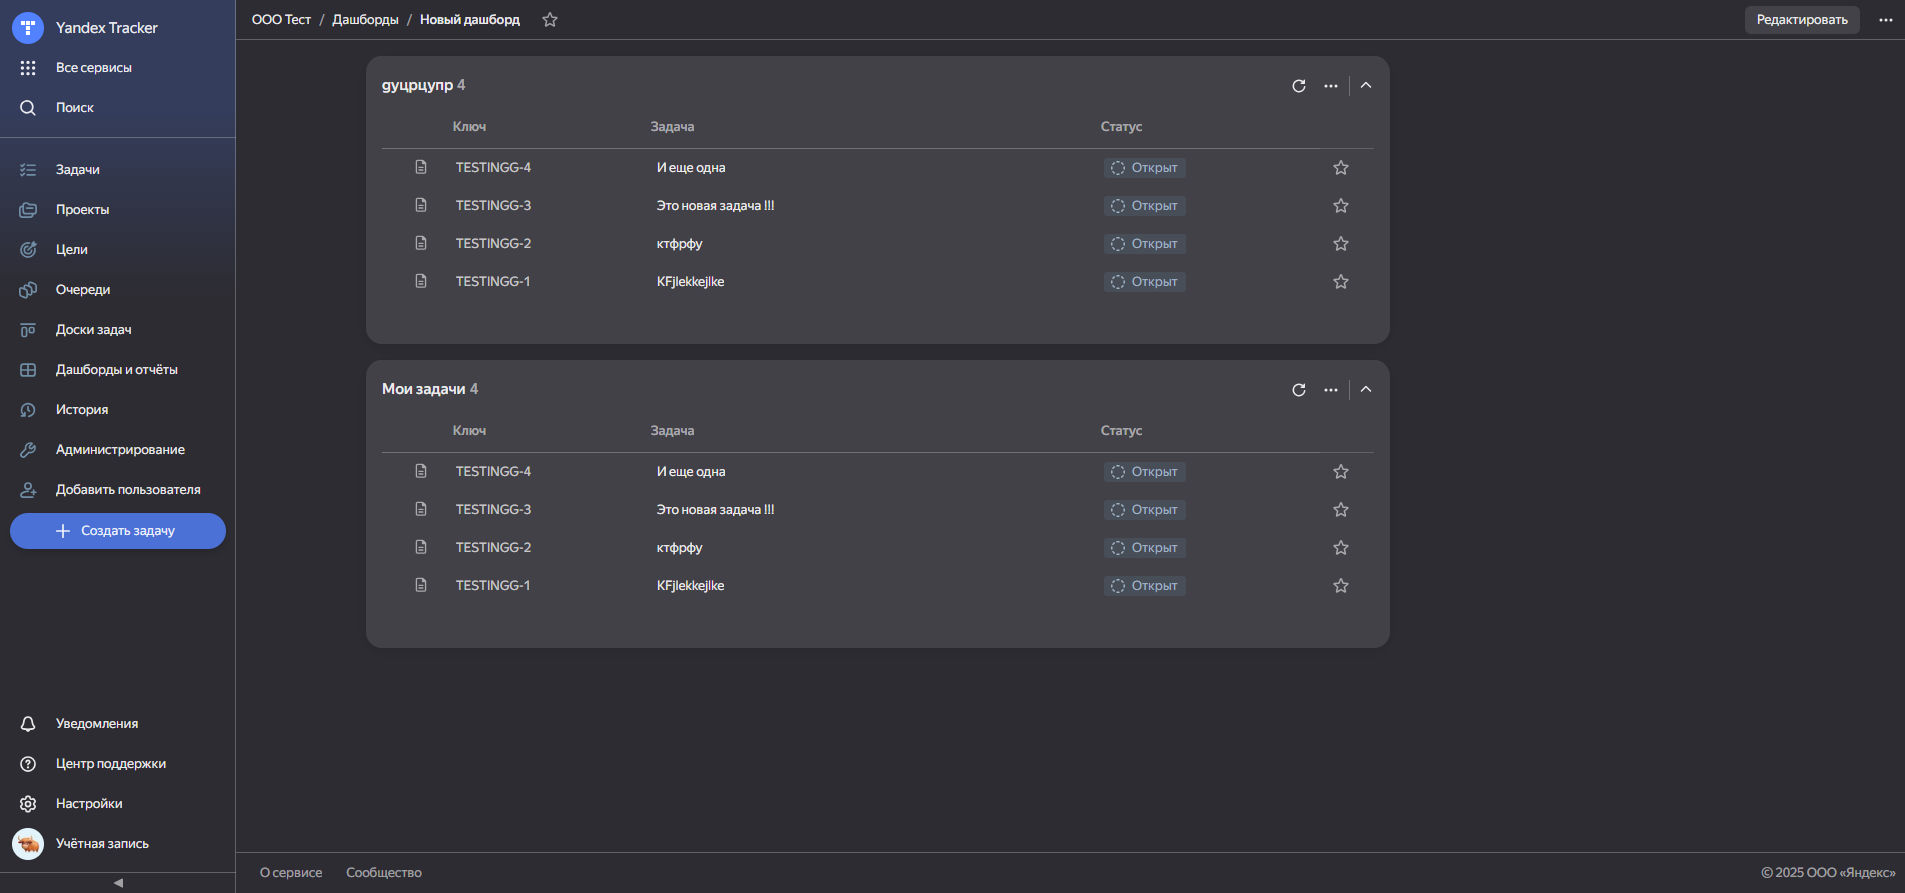 Yandex Tracker
Все сервисы
Поиск
Задачи
Проекты
Цели
Очереди
Доски задач
Дашборды и отчёты
История
Администрирование
Добавить пользователя
Создать задачу
Уведомления
Центр поддержки
Настройки
Учётная запись
ООО Тест / Дашборды / Новый дашборд
Редактировать
дуцрцупр 4
Ключ Задача Статус
TESTINGG-4 И еще одна Открыт
TESTINGG-3 Это новая задача !!! Открыт
TESTINGG-2 ктфрфу Открыт
TESTINGG-1 KFjlekkejlke Открыт
Мои задачи 4
Ключ Задача Статус
TESTINGG-4 И еще одна Открыт
TESTINGG-3 Это новая задача !!! Открыт
TESTINGG-2 ктфрфу Открыт
TESTINGG-1 KFjlekkejlke Открыт
О сервисе Сообщество © 2025 ООО «Яндекс»